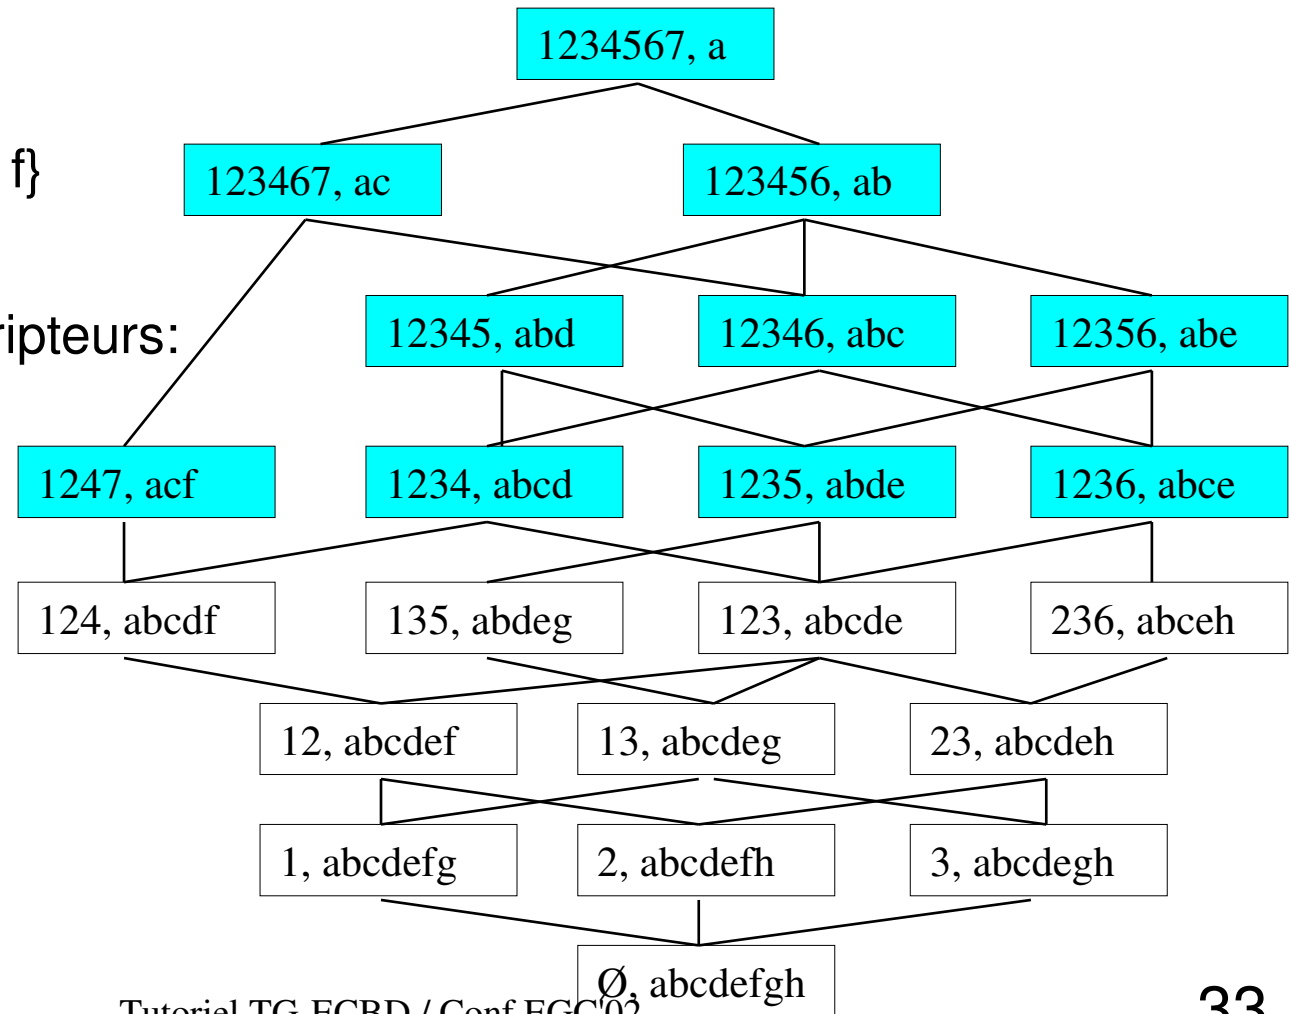 1234567, a
f}
123467, ac
123456, ab
ripteurs:
12345, abd
12346, abc
12356, abe
1247, acf
1234, abcd
1235, abde
1236, abce
124, abcdf
135, abdeg
123, abcde
236, abceh
12, abcdef
13, abcdeg
23, abcdeh
1, abcdefg
2, abcdefh
3, abcdegh
Ø, abcdefgh
Tutoriel TG-ECBD / Conf EGC'02
33